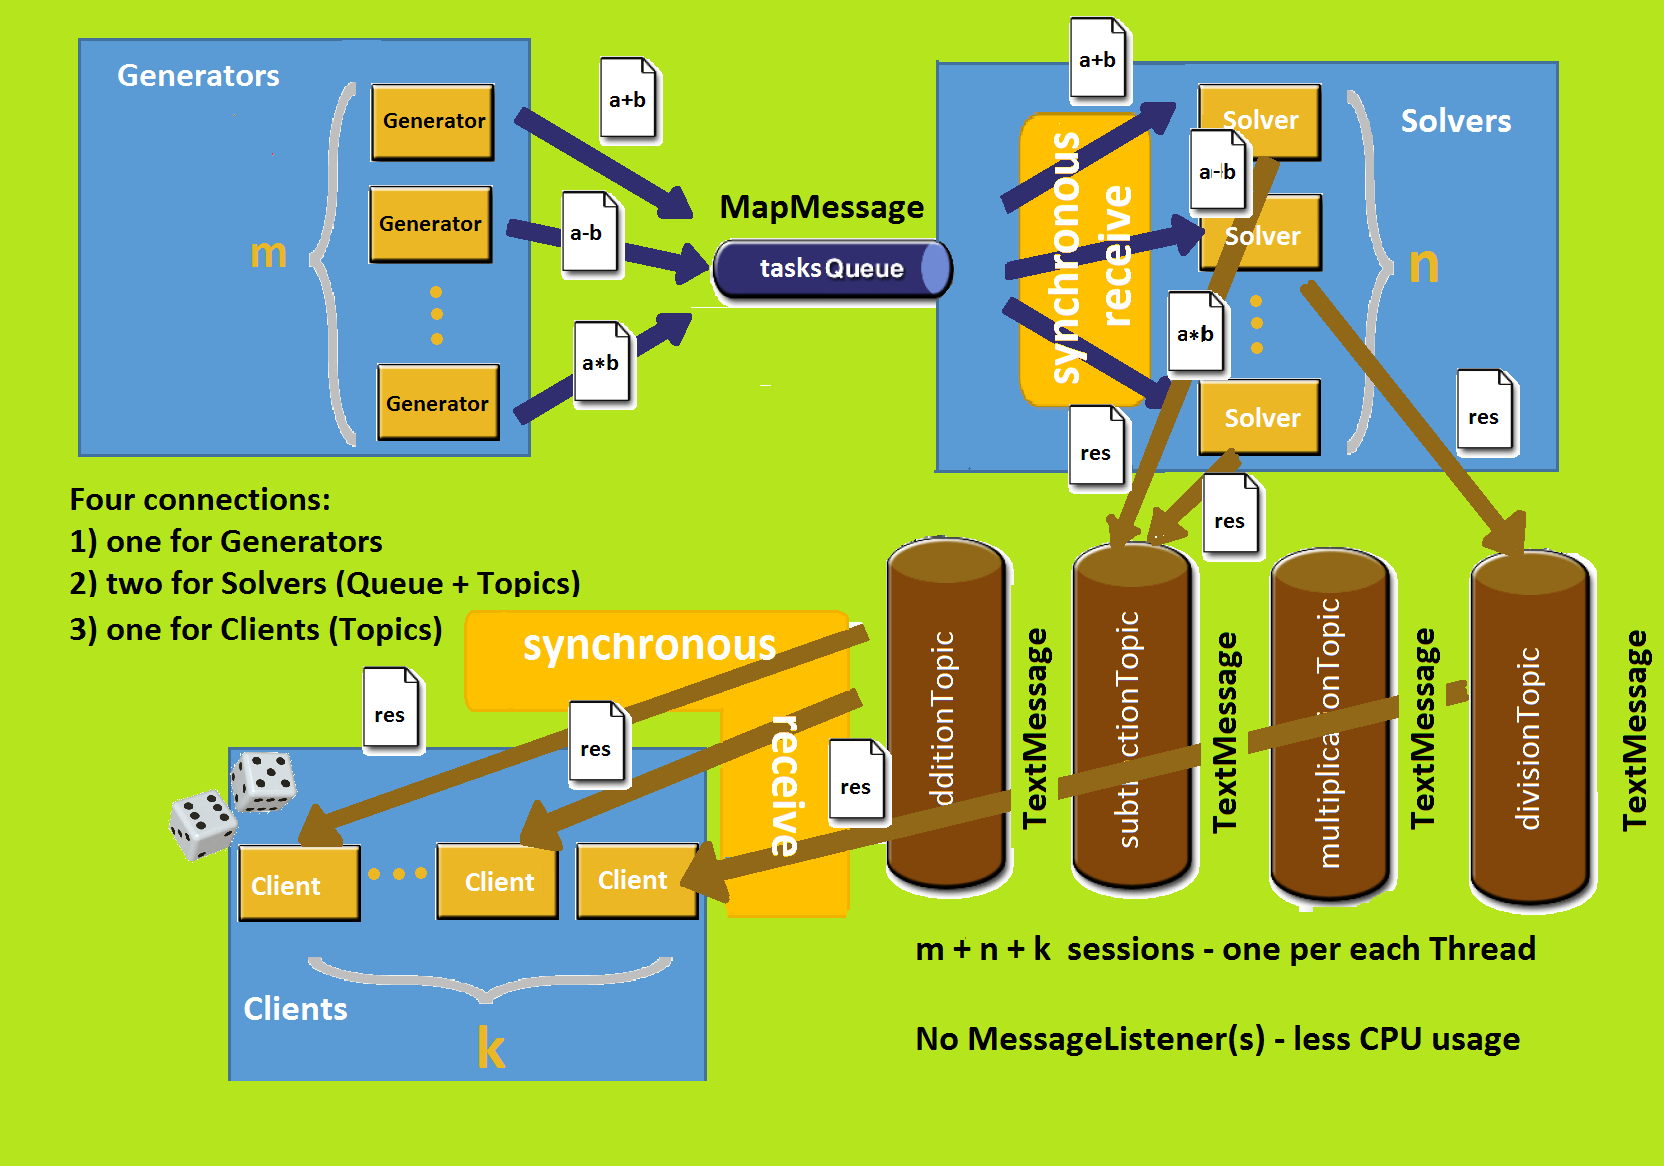 Generators
Generator
Generator
Generator
m
a+b
a-b
a*b
MapMessage
tasksQueue
synchronous
receive
a+b
a-b
a*b
Solver
Solver
Solver
Solvers
n
res
res
res
Four connections:
1) one for Generators
2) two for Solvers (Queue + Topics)
3) one for Clients (Topics)
synchronous
receive
res
res
res
dditionTopic
TextMessage
subtr ctionTopic
TextMessage
multiplica onTopic
TextMessage
divisionTopic
TextMessage
Client
Client
Client
Clients
k
m + n + k sessions - one per each Thread
No MessageListener(s) - less CPU usage